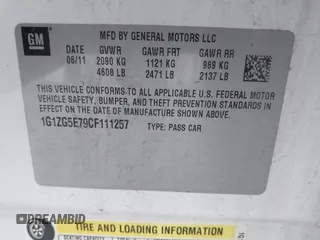 GM
MFD BY GENERAL MOTORS LLC
DATE GVWR GAWR FRT GAWR RR
06/11 2090 KG 1121 KG 969 KG
4608 LB 2471 LB 2137 LB
THIS VEHICLE CONFORMS TO ALL APPLICABLE U.S. FEDERAL MOTOR
VEHICLE SAFETY, BUMPER, AND THEFT PREVENTION STANDARDS
IN EFFECT ON THE DATE OF MANUFACTURE SHOWN ABOVE.
1G1ZG5E79CF111257 TYPE: PASS CAR
TIRE AND LOADING INFORMATION
DREAMBID